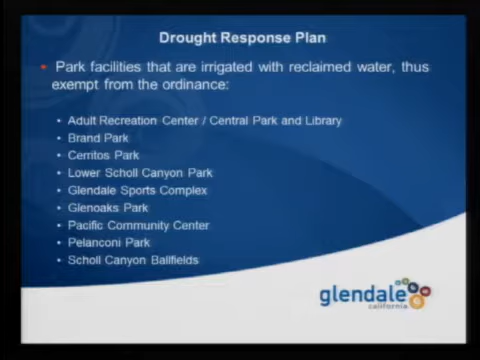 Drought Response Plan
• Park facilities that are irrigated with reclaimed water, thus
exempt from the ordinance:
• Adult Recreation Center / Central Park and Library
• Brand Park
• Cerritos Park
• Lower Scholl Canyon Park
• Glendale Sports Complex
• Glenoaks Park
• Pacific Community Center
• Pelanconi Park
• Scholl Canyon Ballfields
glendale
california